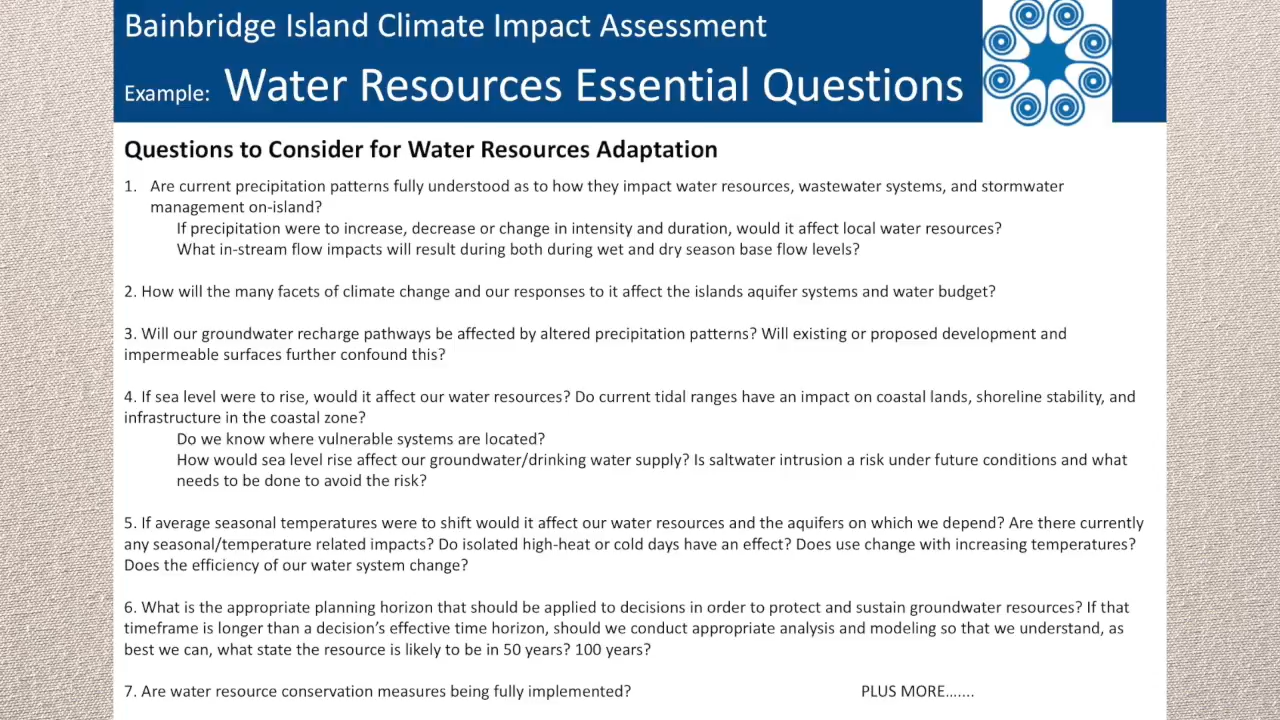 Bainbridge Island Climate Impact Assessment
Example: Water Resources Essential Questions
Questions to Consider for Water Resources Adaptation
1. Are current precipitation patterns fully understood as to how they impact water resources, wastewater systems, and stormwater
management on-island?
If precipitation were to increase, decrease or change in intensity and duration, would it affect local water resources?
What in-stream flow impacts will result during both during wet and dry season base flow levels?
2. How will the many facets of climate change and our responses to it affect the islands aquifer systems and water budget?
3. Will our groundwater recharge pathways be affected by altered precipitation patterns? Will existing or proposed development and
impermeable surfaces further confound this?
4. If sea level were to rise, would it affect our water resources? Do current tidal ranges have an impact on coastal lands, shoreline stability, and
infrastructure in the coastal zone?
Do we know where vulnerable systems are located?
How would sea level rise affect our groundwater/drinking water supply? Is saltwater intrusion a risk under future conditions and what
needs to be done to avoid the risk?
5. If average seasonal temperatures were to shift would it affect our water resources and the aquifers on which we depend? Are there currently
any seasonal/temperature related impacts? Do isolated high-heat or cold days have an effect? Does use change with increasing temperatures?
Does the efficiency of our water system change?
6. What is the appropriate planning horizon that should be applied to decisions in order to protect and sustain groundwater resources? If that
timeframe is longer than a decision's effective time horizon, should we conduct appropriate analysis and modeling so that we understand, as
best we can, what state the resource is likely to be in 50 years? 100 years?
7. Are water resource conservation measures being fully implemented? PLUS MORE.......